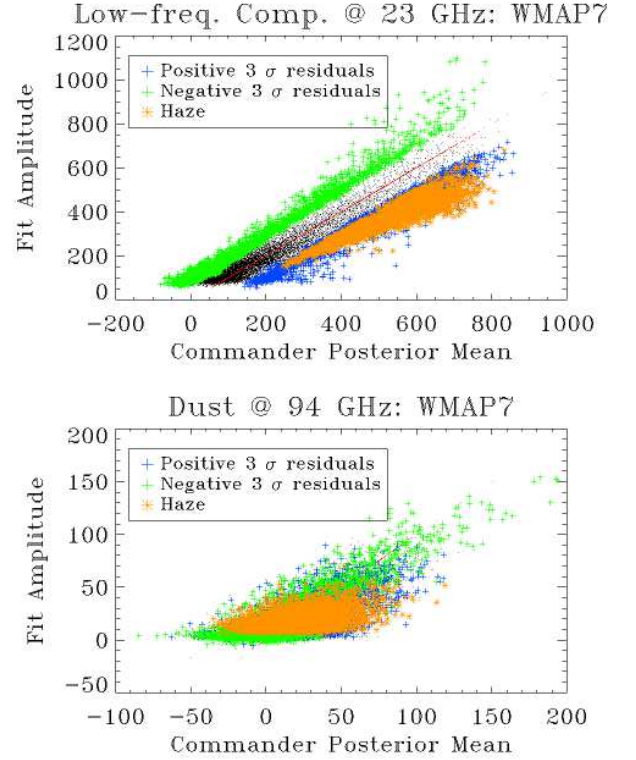 Low-freq. Comp. @ 23 GHz: WMAP7
1200
1000
800
600
400
200
0
Fit Amplitude
+ Positive 3 σ residuals
+ Negative 3 σ residuals
* Haze
-200 0 200 400 600 800 1000
Commander Posterior Mean
Dust @ 94 GHz: WMAP7
200
150
100
50
0
-50
Fit Amplitude
+ Positive 3 σ residuals
+ Negative 3 σ residuals
* Haze
-100 -50 0 50 100 150 200
Commander Posterior Mean